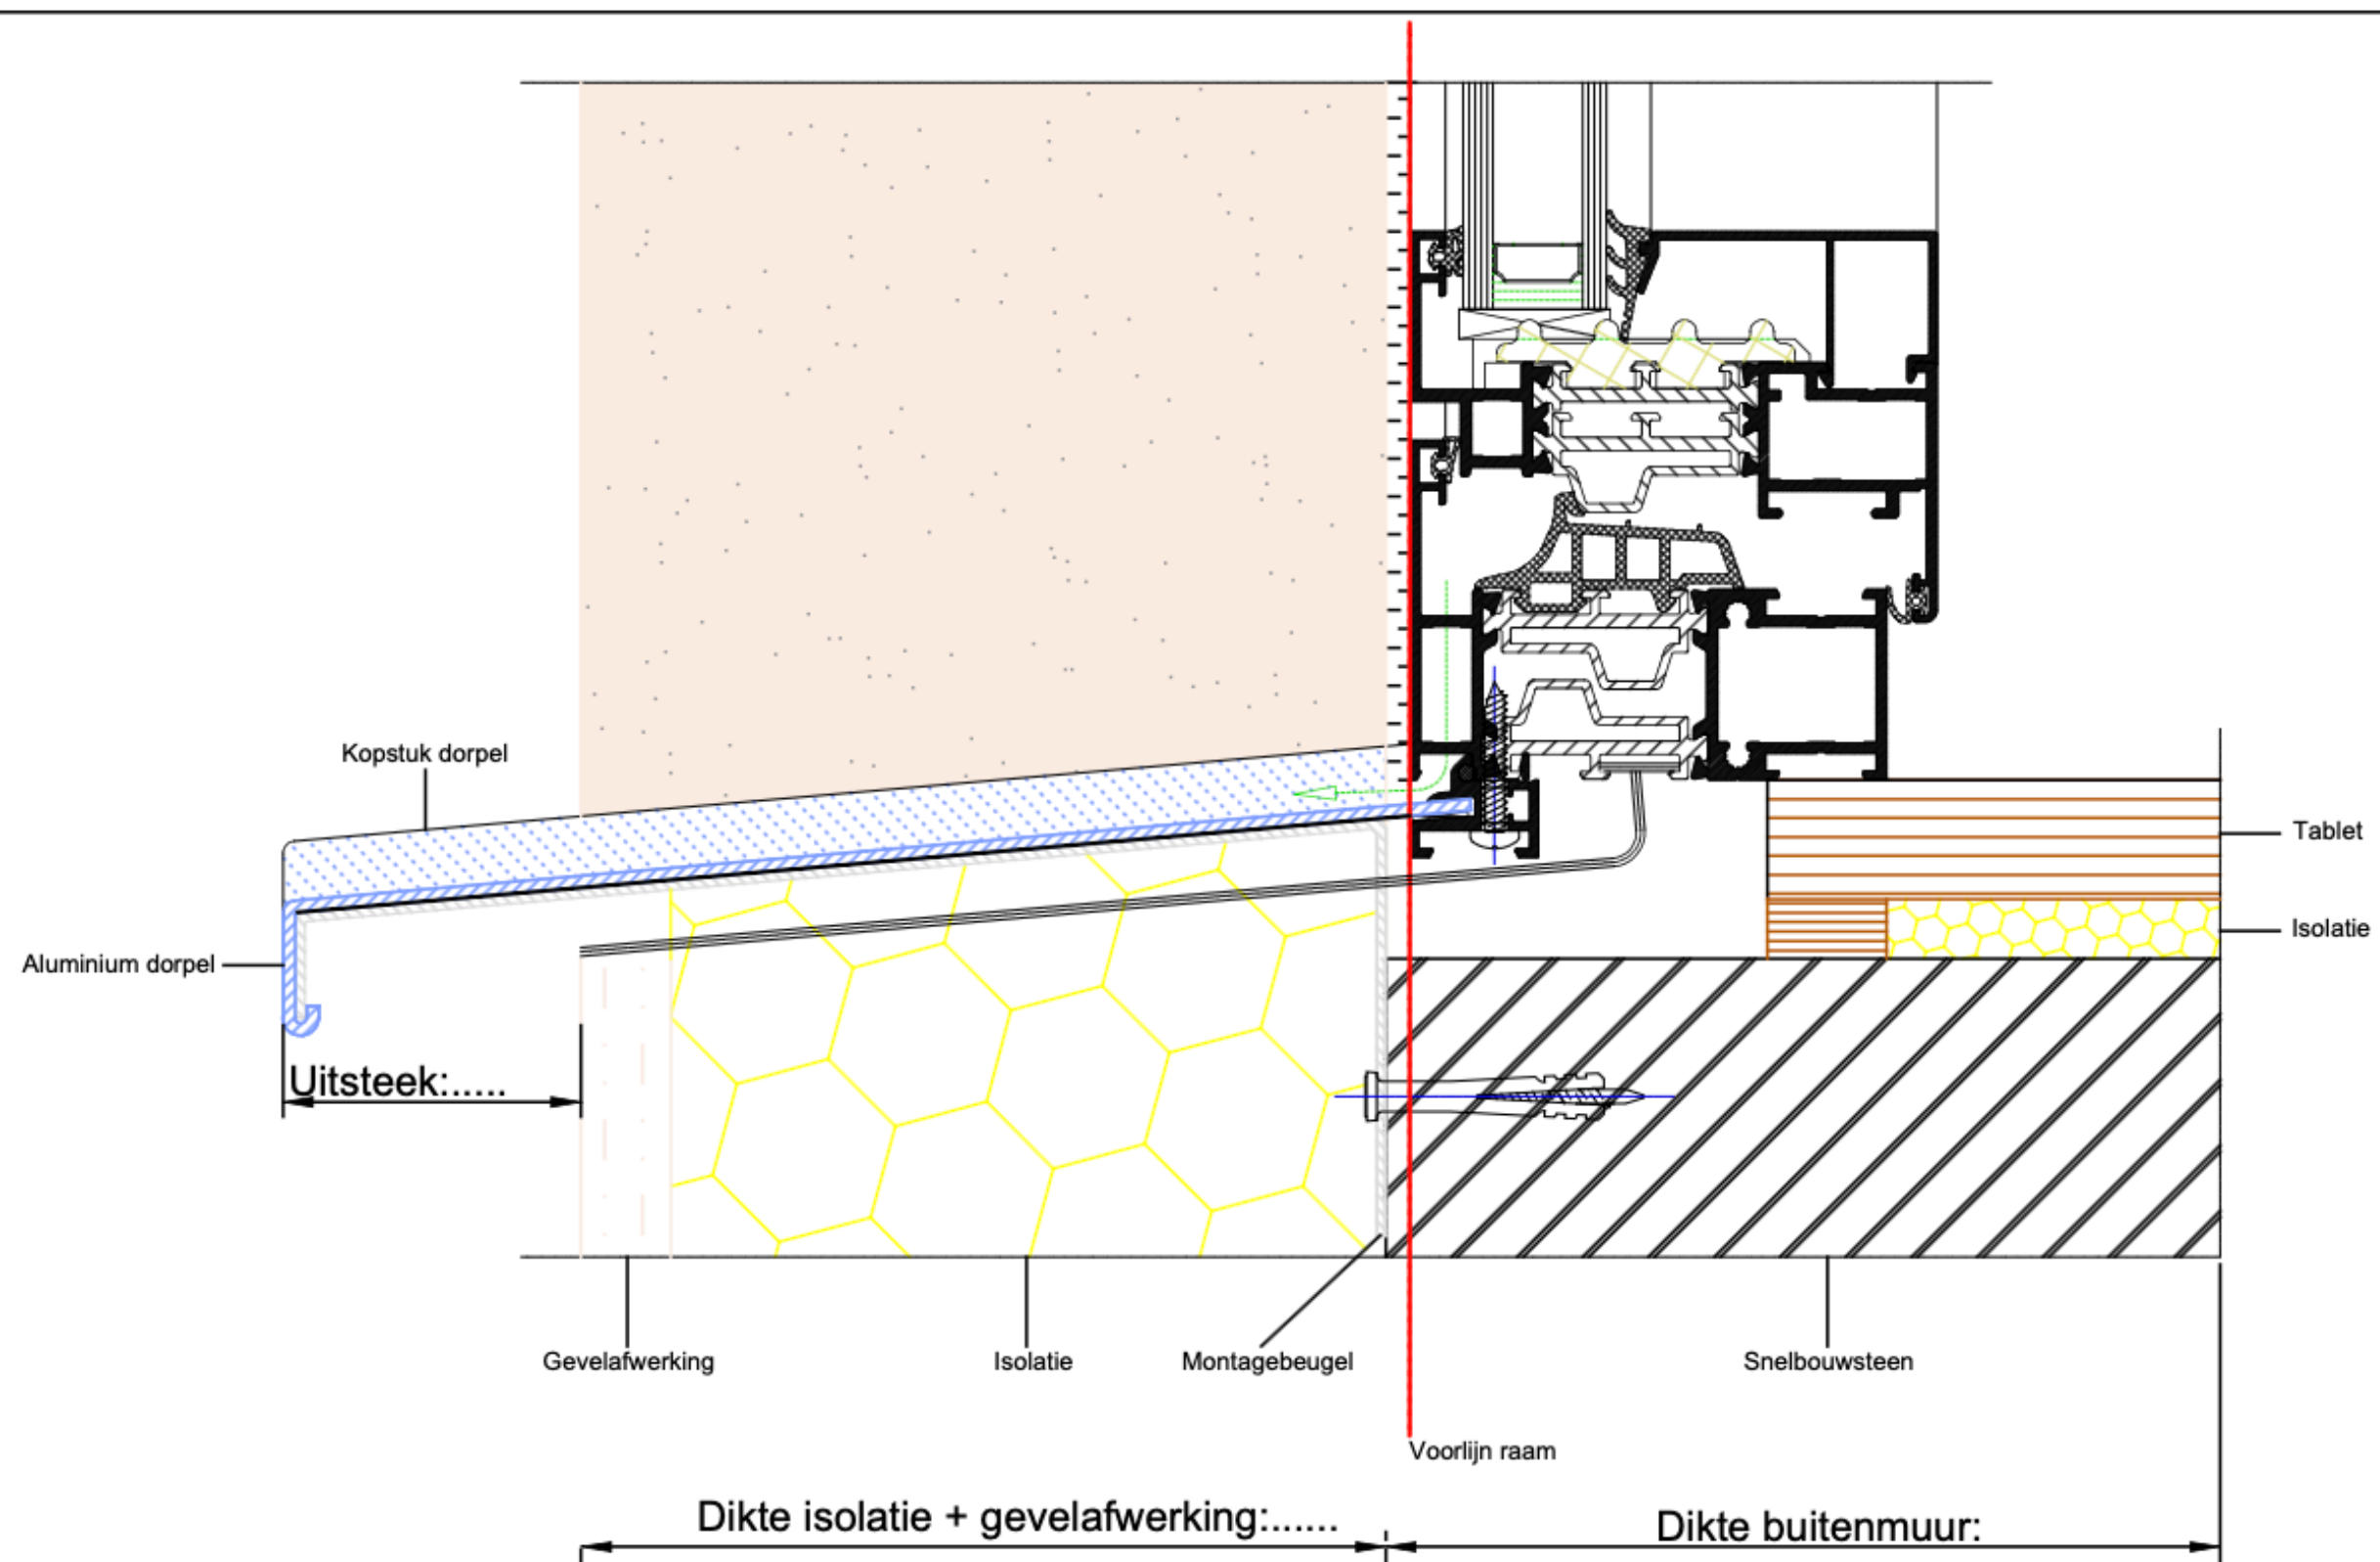 Kopstuk dorpel
Tablet
Isolatie
Aluminium dorpel
Uitsteek:.....
Gevelafwerking
Isolatie
Montagebeugel
Snelbouwsteen
Voorlijn raam
Dikte isolatie + gevelafwerking:......
Dikte buitenmuur: